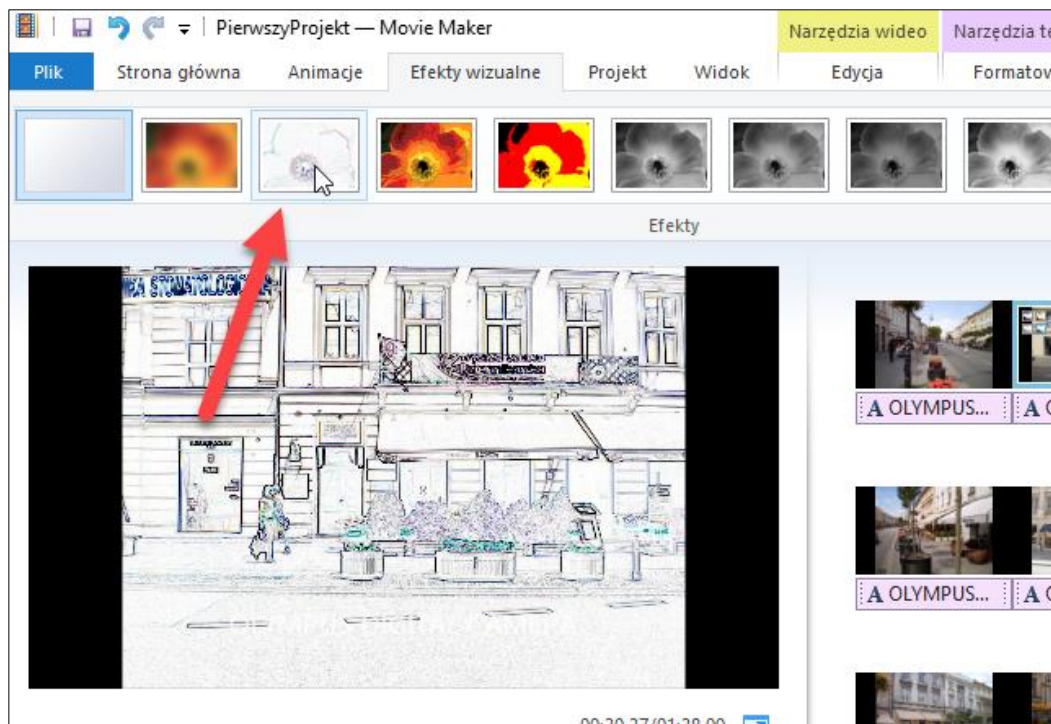 PierwszyProjekt — Movie Maker
Narzędzia wideo
Narzędzia te
Plik
Strona główna
Animacje
Efekty wizualne
Projekt
Widok
Edycja
Formatow
Efekty
A OLYMPUS...
A
A OLYMPUS...
A